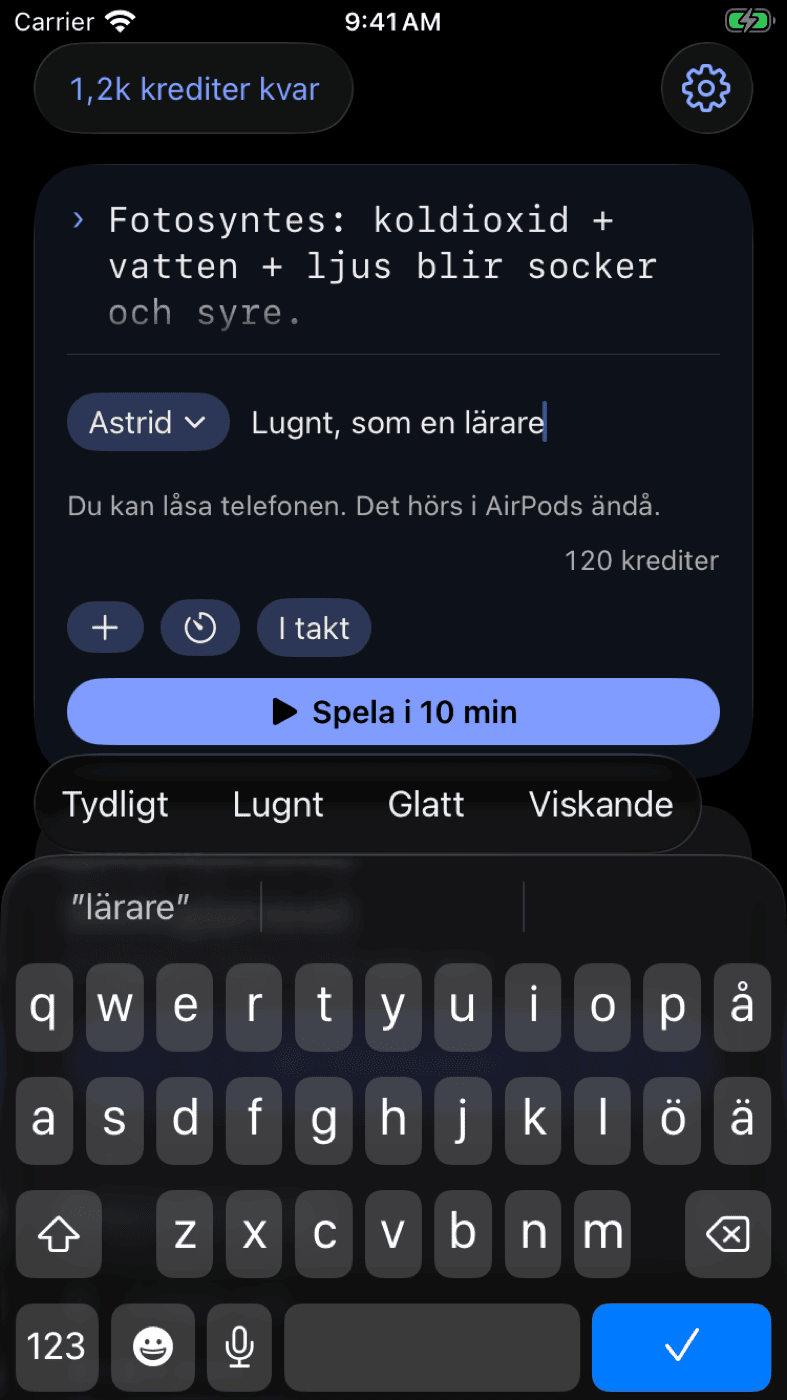 Carrier 9:41 AM
1,2k krediter kvar
› Fotosyntes: koldioxid +
vatten + ljus blir socker
och syre.
Astrid Lugnt, som en lärare
Du kan låsa telefonen. Det hörs i AirPods ändå.
120 krediter
I takt
Spela i 10 min
Tydligt Lugnt Glatt Viskande
"lärare"
q w e r t y u i o p å
a s d f g h j k l ö ä
z x c v b n m
123